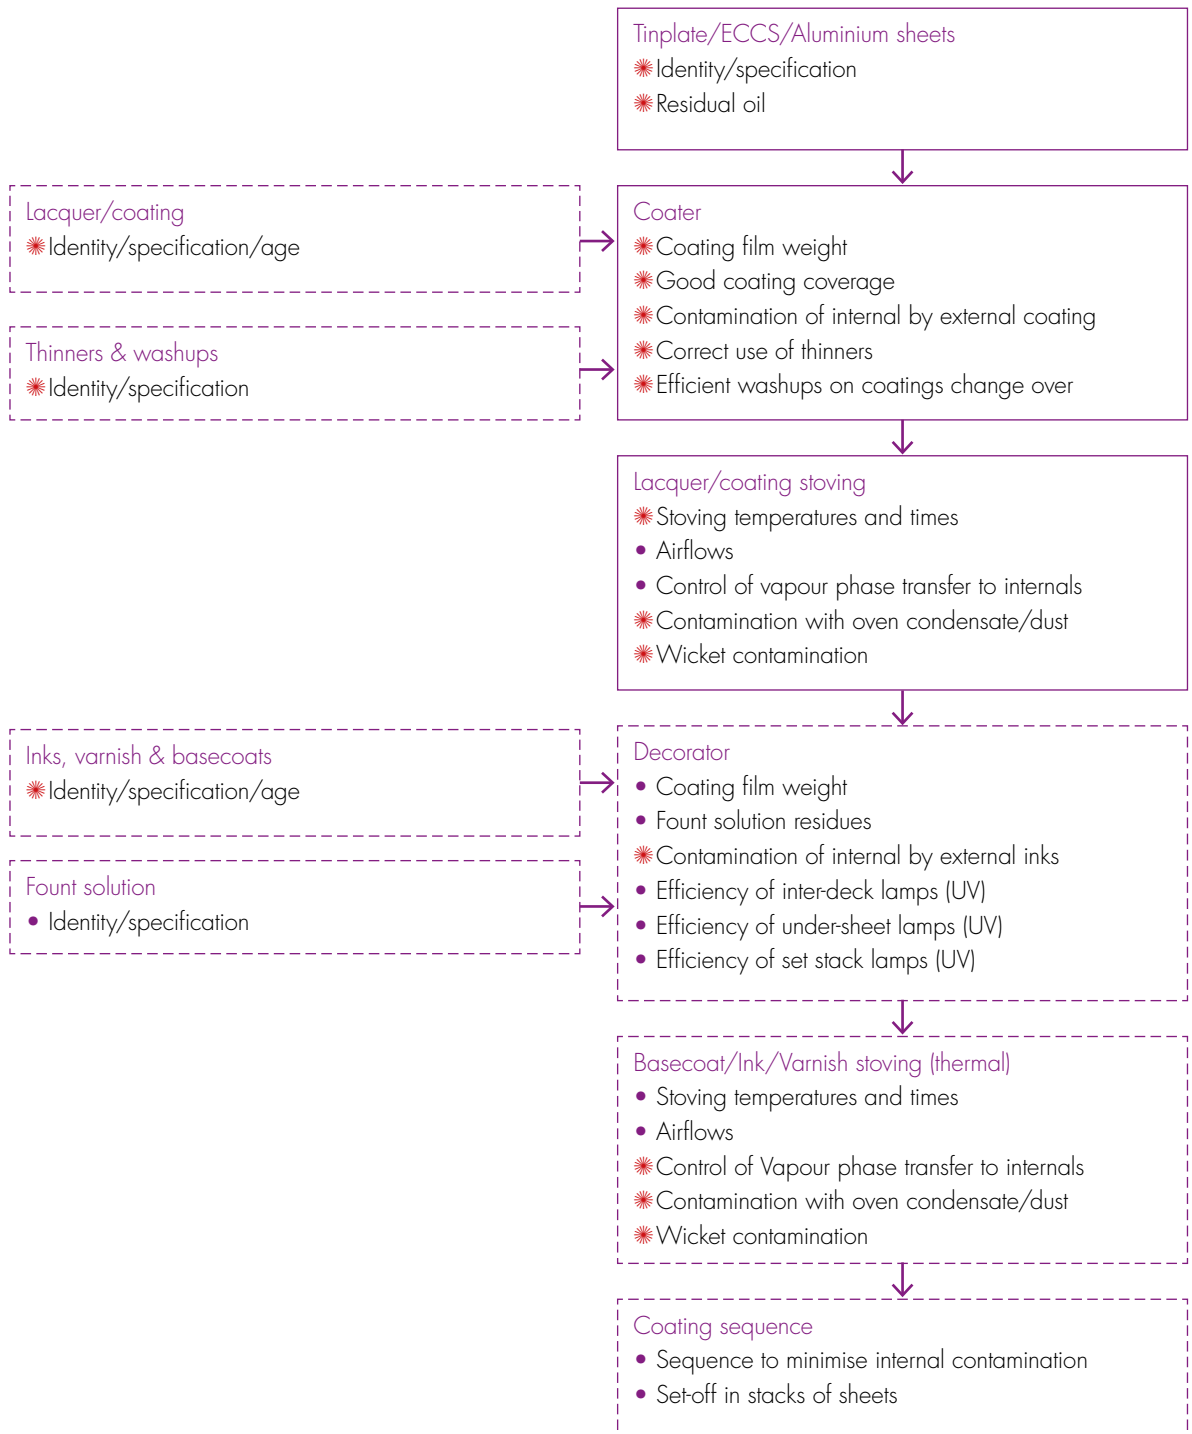 Tinplate/ECCS/Aluminium sheets
Identity/specification
Residual oil
Lacquer/coating
Identity/specification/age
Thinners & washups
Identity/specification
Coater
Coating film weight
Good coating coverage
Contamination of internal by external coating
Correct use of thinners
Efficient washups on coatings change over
Lacquer/coating stoving
Stoving temperatures and times
• Airflows
• Control of vapour phase transfer to internals
Contamination with oven condensate/dust
Wicket contamination
Inks, varnish & basecoats
Identity/specification/age
Fount solution
• Identity/specification
Decorator
• Coating film weight
• Fount solution residues
Contamination of internal by external inks
• Efficiency of inter-deck lamps (UV)
• Efficiency of under-sheet lamps (UV)
• Efficiency of set stack lamps (UV)
Basecoat/Ink/Varnish stoving (thermal)
• Stoving temperatures and times
• Airflows
Control of Vapour phase transfer to internals
Contamination with oven condensate/dust
Wicket contamination
Coating sequence
• Sequence to minimise internal contamination
• Set-off in stacks of sheets